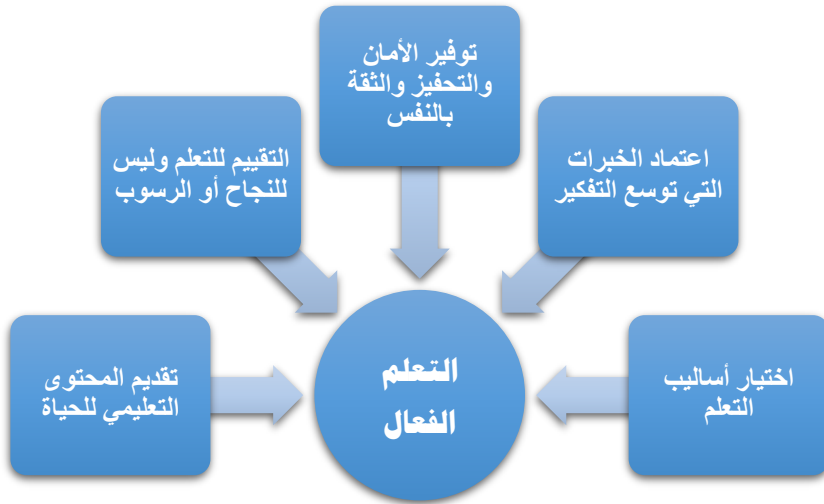 توفير الأمان
والتحفيز والثقة
بالنفس
اعتماد الخبرات
التي توسع التفكير
التقييم للتعلم وليس
للنجاح أو الرسوب
اختيار أساليب
التعلم
تقديم المحتوى
التعليمي للحياة
التعلم
الفعال